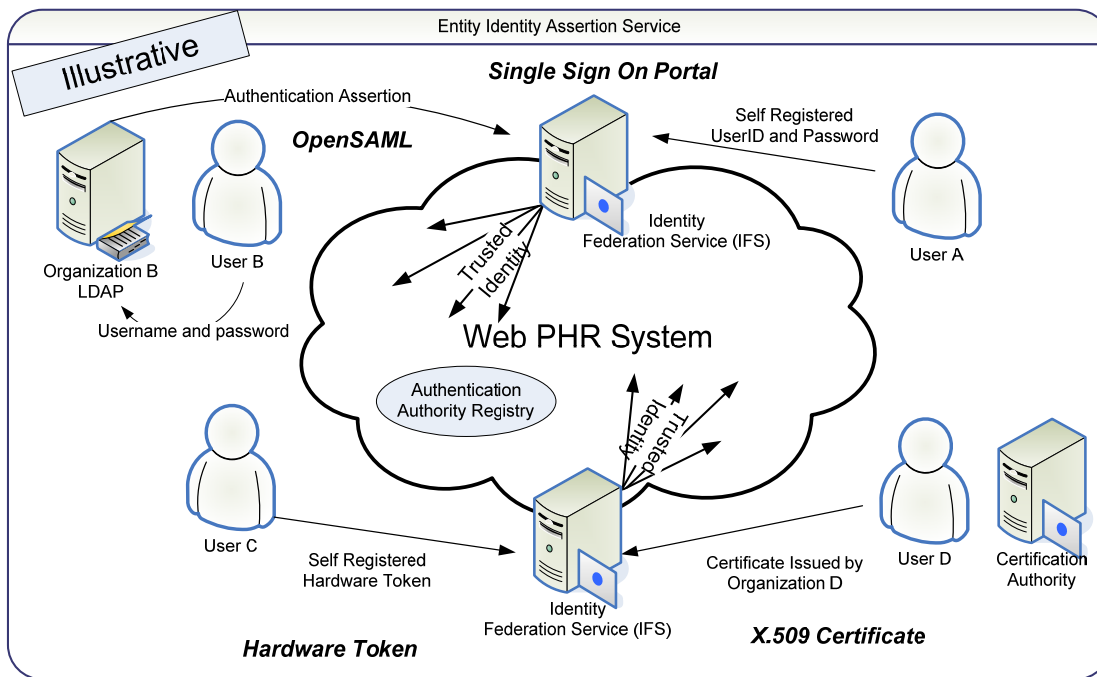 Entity Identity Assertion Service
Illustrative
Single Sign On Portal
Authentication Assertion
OpenSAML
Self Registered
UserID and Password
Identity
Federation Service (IFS)
User A
User B
Organization B
LDAP
Username and password
Trusted
Identity
Web PHR System
Authentication
Authority Registry
Trusted
Identity
User C
Self Registered
Hardware Token
Identity
Federation Service (IFS)
Certificate Issued by
Organization D
User D
Certification
Authority
Hardware Token
X.509 Certificate